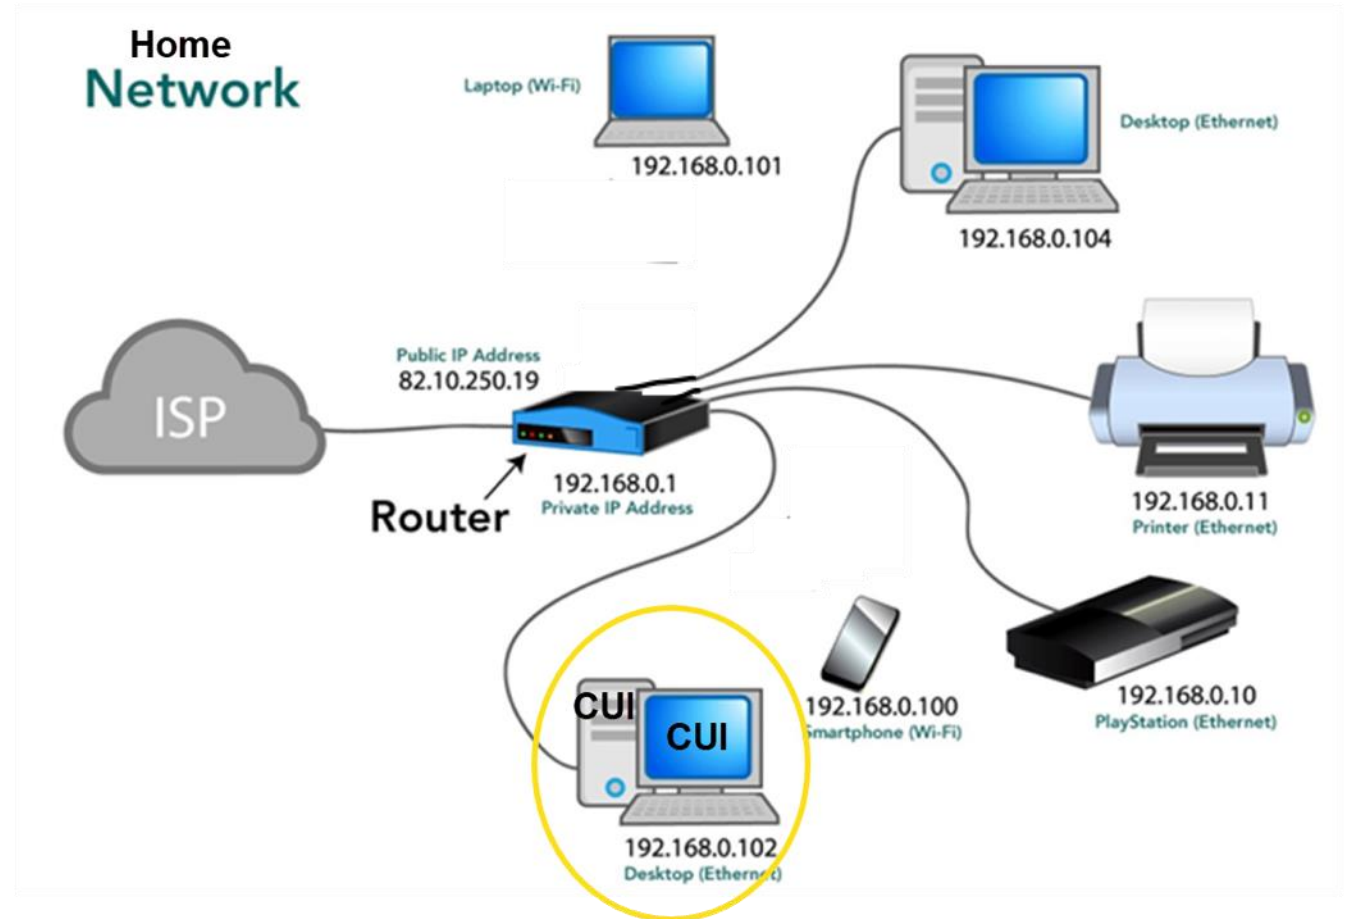 Home
Network
Laptop (Wi-Fi)
192.168.0.101
Desktop (Ethernet)
192.168.0.104
ISP
Public IP Address
82.10.250.19
Router
192.168.0.1
Private IP Address
192.168.0.11
Printer (Ethernet)
192.168.0.10
PlayStation (Ethernet)
192.168.0.100
Smartphone (Wi-Fi)
CUI
CUI
192.168.0.102
Desktop (Ethernet)